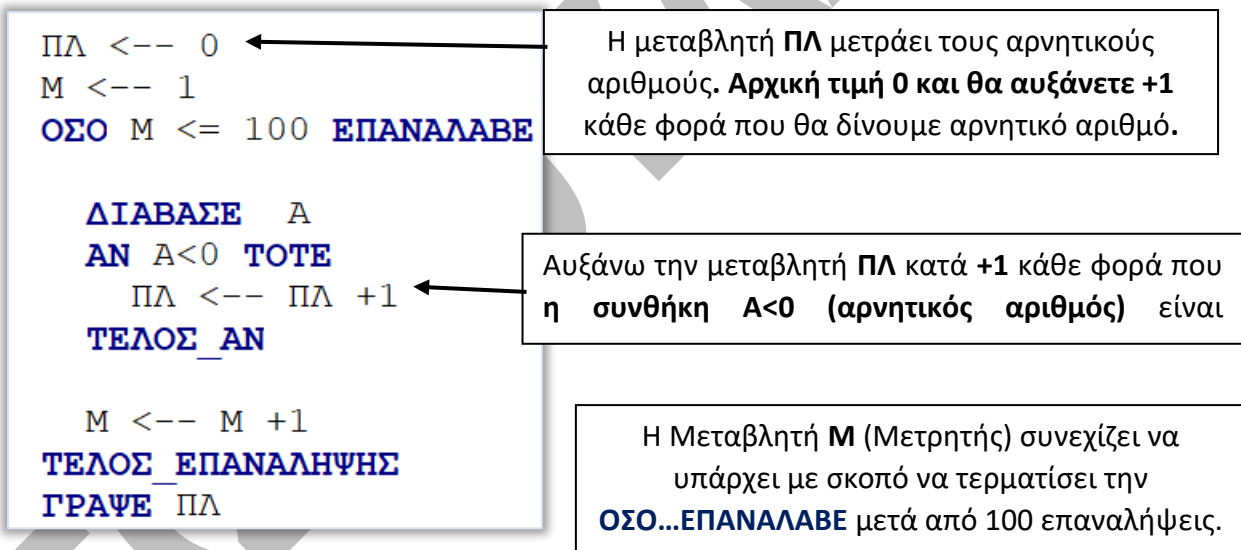 ΠΛ <-- 0
Μ <-- 1
ΟΣΟ Μ <= 100 ΕΠΑΝΑΛΑΒΕ
ΔΙΑΒΑΣΕ Α
ΑΝ Α<0 ΤΟΤΕ
ΠΛ <-- ΠΛ +1
ΤΕΛΟΣ_ΑΝ
Μ <-- Μ +1
ΤΕΛΟΣ_ΕΠΑΝΑΛΗΨΗΣ
ΓΡΑΨΕ ΠΛ
Η μεταβλητή ΠΛ μετράει τους αρνητικούς
αριθμούς. Αρχική τιμή 0 και θα αυξάνετε +1
κάθε φορά που θα δίνουμε αρνητικό αριθμό.
Αυξάνω την μεταβλητή ΠΛ κατά +1 κάθε φορά που
η συνθήκη Α<0 (αρνητικός αριθμός) είναι
Η Μεταβλητή Μ (Μετρητής) συνεχίζει να
υπάρχει με σκοπό να τερματίσει την
ΟΣΟ…ΕΠΑΝΑΛΑΒΕ μετά από 100 επαναλήψεις.